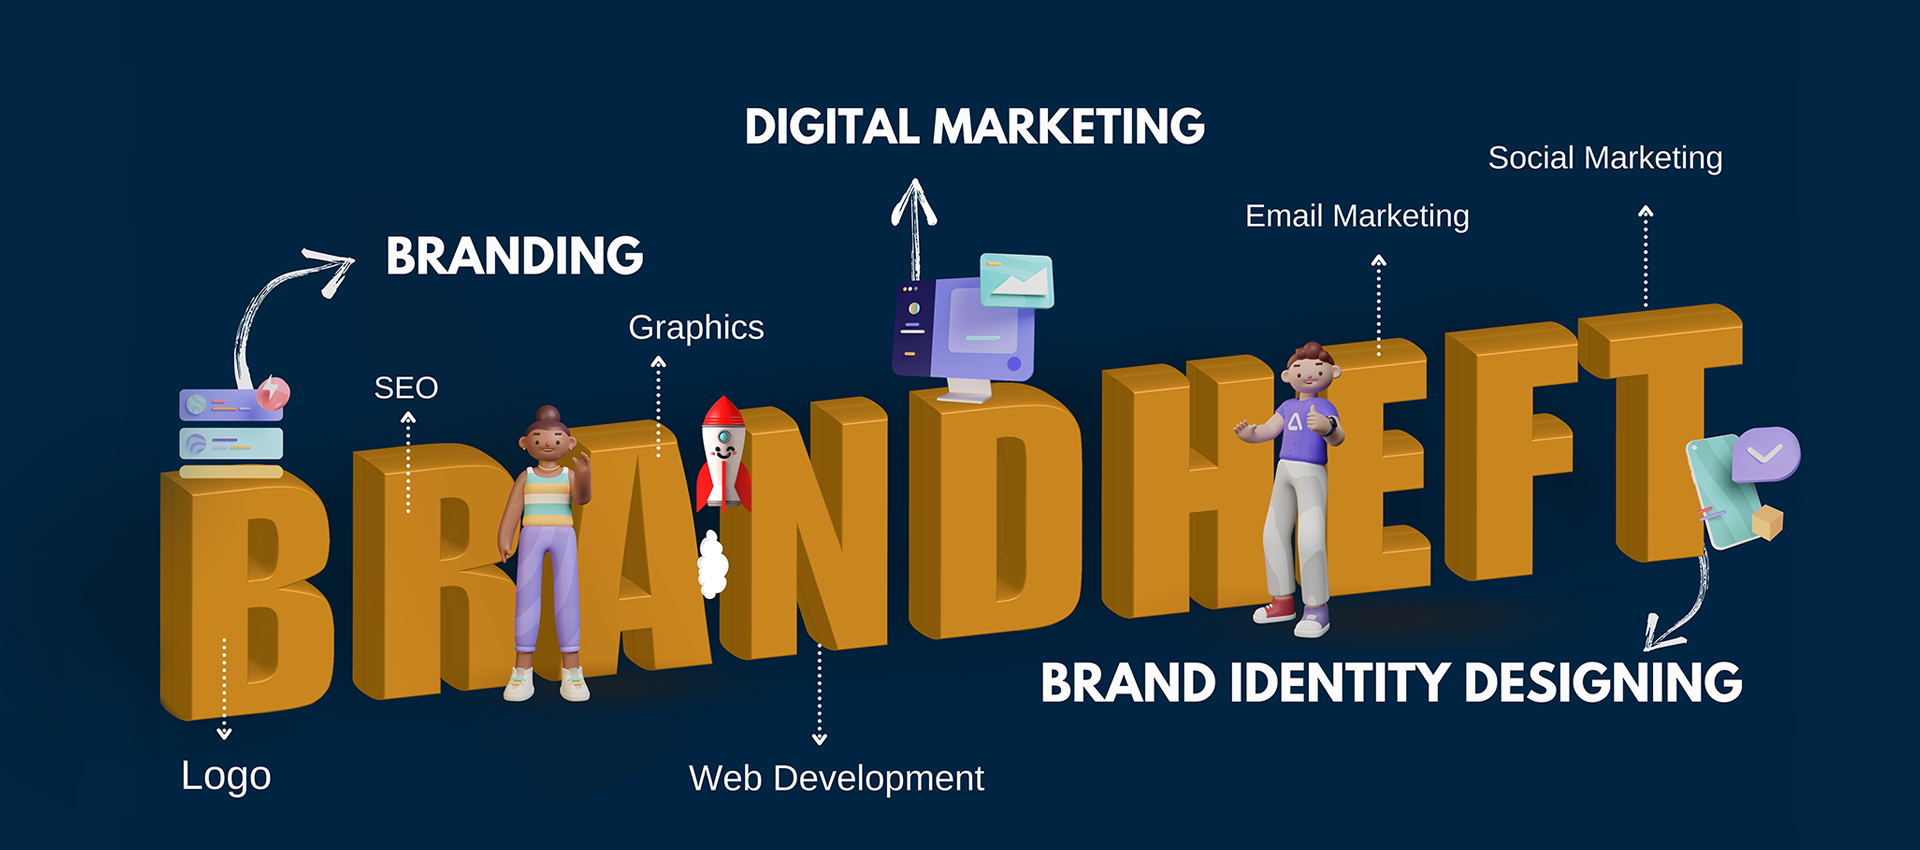 DIGITAL MARKETING
Social Marketing
Email Marketing
BRANDING
Graphics
SEO
BRANDHEFT
BRAND IDENTITY DESIGNING
Logo
Web Development